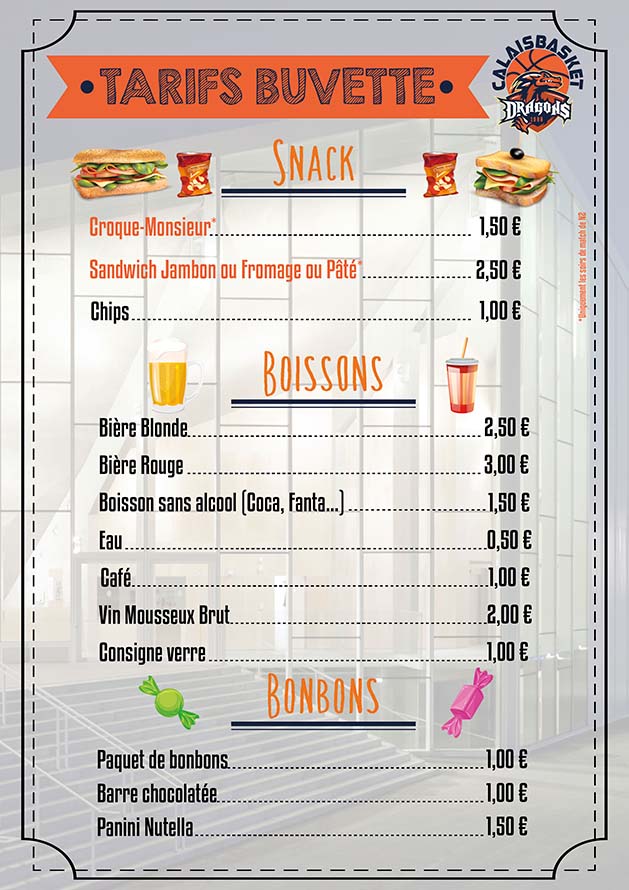 • TARIFS BUVETTE •
CALAISBASKET
DRAGONS
SNACK
Croque-Monsieur* 1,50 €
Sandwich Jambon ou Fromage ou Pâté* 2,50 €
Chips 1,00 €
*Uniquement les soirs de match de N2
BOISSONS
Bière Blonde 2,50 €
Bière Rouge 3,00 €
Boisson sans alcool (Coca, Fanta...) 1,50 €
Eau 0,50 €
Café 1,00 €
Vin Mousseux Brut 2,00 €
Consigne verre 1,00 €
BONBONS
Paquet de bonbons 1,00 €
Barre chocolatée 1,00 €
Panini Nutella 1,50 €